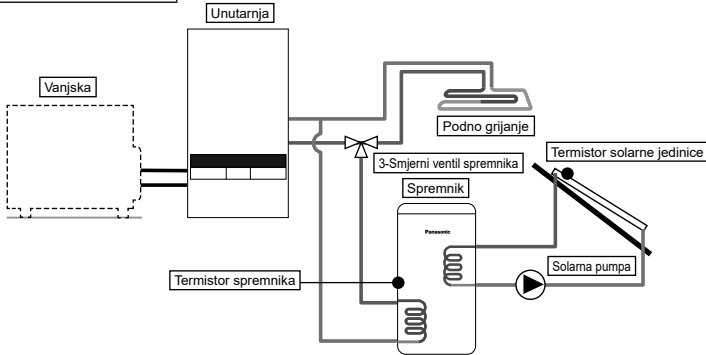 Unutarnja
Vanjska
Podno grijanje
Termistor solarne jedinice
3-Smjerni ventil spremnika
Spremnik
Panasonic
Solarna pumpa
Termistor spremnika